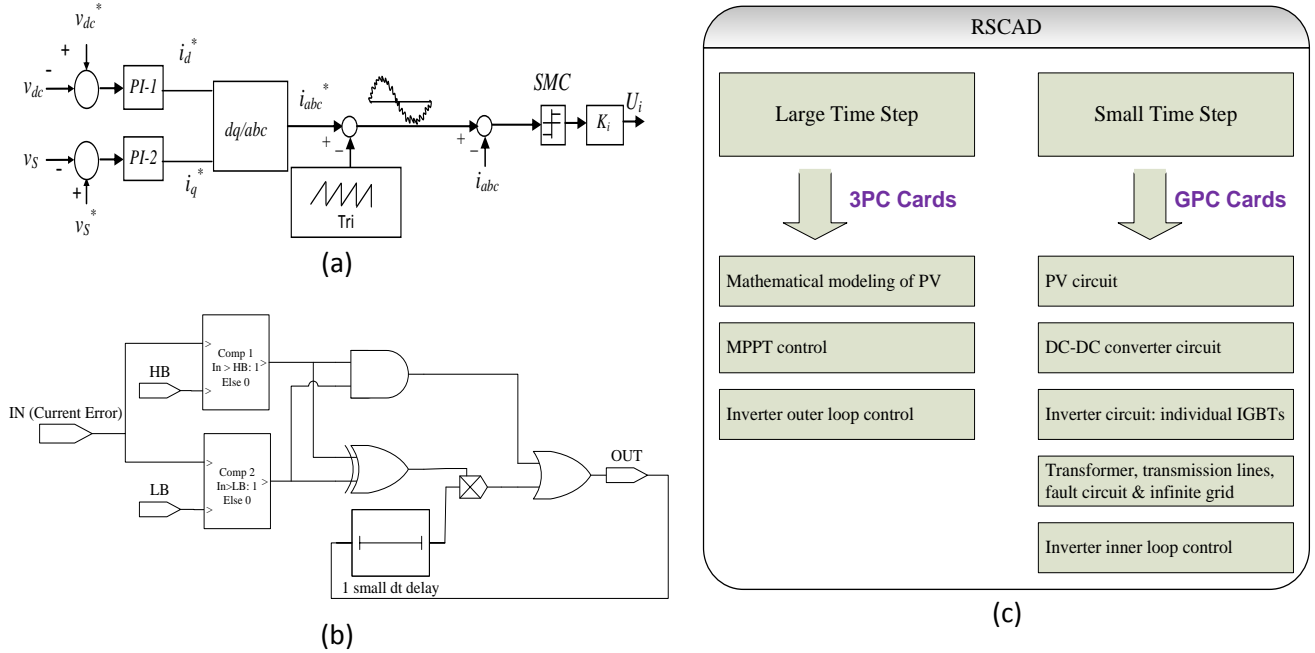 v_dc*
+
-
v_dc
PI-1
i_d*
dq/abc
i_abc*
+
−
Tri
+
−
i_abc
SMC
K_i
U_i
v_S
-
+
PI-2
i_q*
v_S*
(a)
IN (Current Error)
HB
>
>
Comp 1
In > HB: 1
Else 0
>
LB
>
>
Comp 2
In>LB: 1
Else 0
>
OUT
1 small dt delay
(b)
RSCAD
Large Time Step
3PC Cards
Mathematical modeling of PV
MPPT control
Inverter outer loop control
Small Time Step
GPC Cards
PV circuit
DC-DC converter circuit
Inverter circuit: individual IGBTs
Transformer, transmission lines,
fault circuit & infinite grid
Inverter inner loop control
(c)